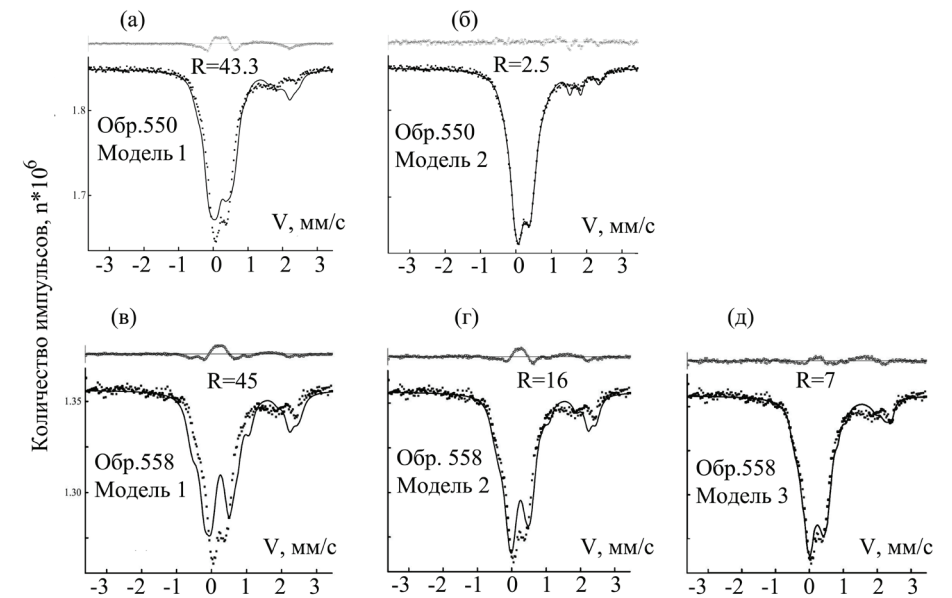 (а)
(б)
R=43.3
R=2.5
1.8
Обр.550
Модель 1
Обр.550
Модель 2
1.7
V, мм/с
V, мм/с
-3 -2 -1 0 1 2 3
-3 -2 -1 0 1 2 3
Количество импульсов, n*10⁶
(в)
(г)
(д)
R=45
R=16
R=7
1.35
Обр.558
Модель 1
Обр. 558
Модель 2
Обр.558
Модель 3
1.30
V, мм/с
V, мм/с
V, мм/с
-3 -2 -1 0 1 2 3
-3 -2 -1 0 1 2 3
-3 -2 -1 0 1 2 3